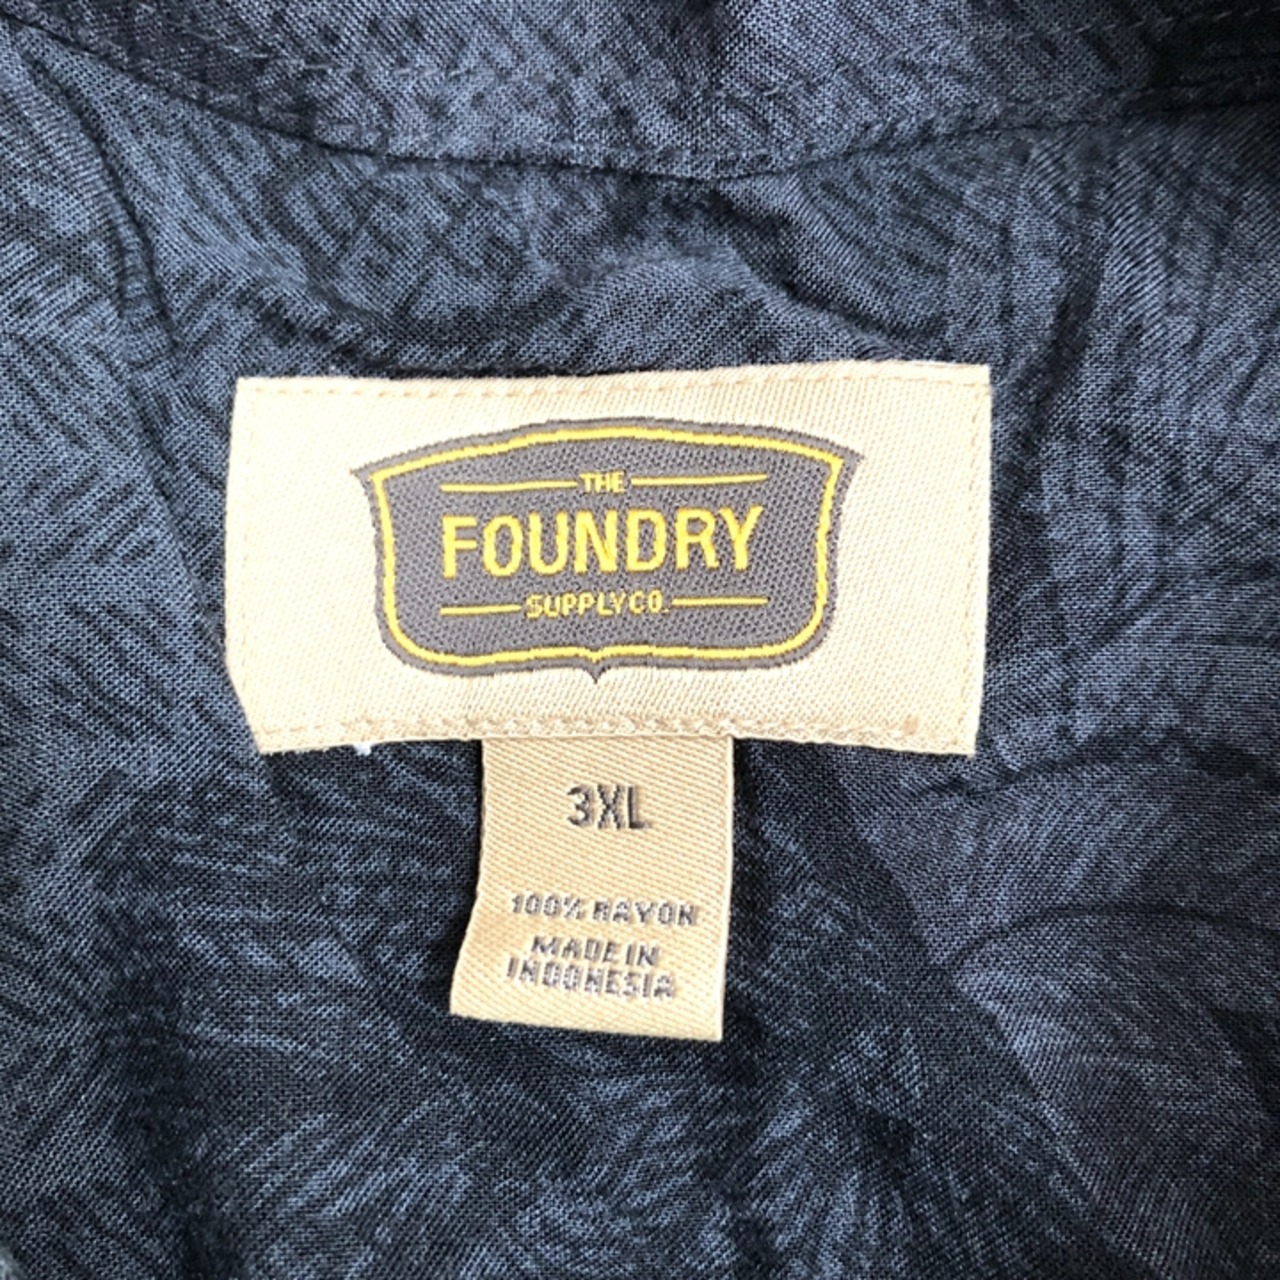 THE
FOUNDRY
SUPPLY CO.
3XL
100% RAYON
MADE IN
INDONESIA